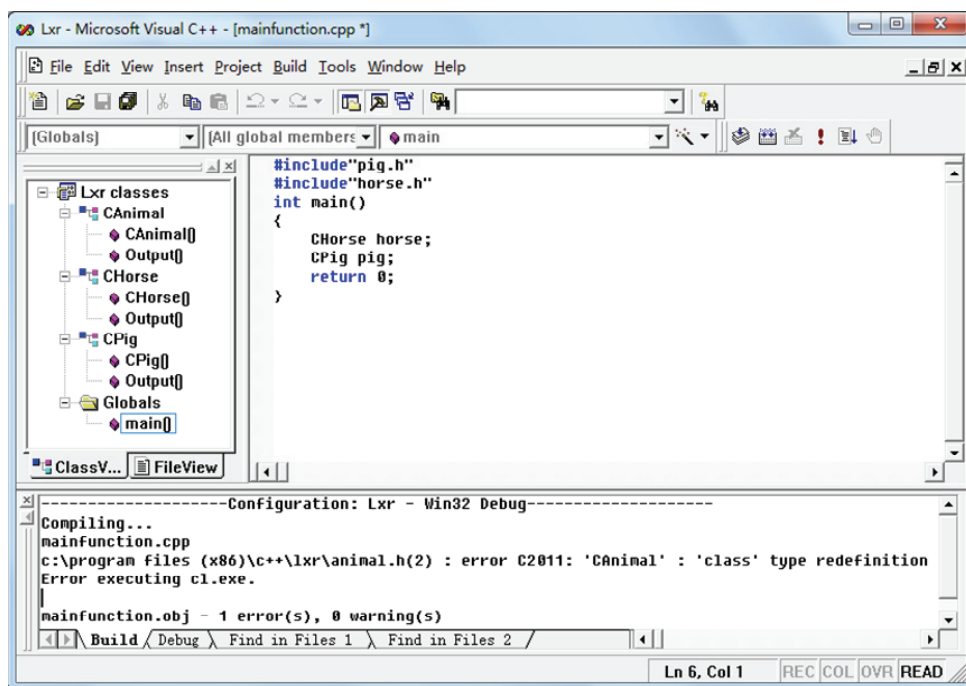 Lxr - Microsoft Visual C++ - [mainfunction.cpp *]
File Edit View Insert Project Build Tools Window Help
(Globals) (All global members main
Lxr classes
CAnimal
CAnimal()
Output()
CHorse
CHorse()
Output()
CPig
CPig()
Output()
Globals
main()
ClassV... FileView
#include"pig.h"
#include"horse.h"
int main()
{
CHorse horse;
CPig pig;
return 0;
}
--------------------Configuration: Lxr - Win32 Debug--------------------
Compiling...
mainfunction.cpp
c:\program files (x86)\c++\lxr\animal.h(2) : error C2011: 'CAnimal' : 'class' type redefinition
Error executing cl.exe.
mainfunction.obj - 1 error(s), 0 warning(s)
Build Debug Find in Files 1 Find in Files 2
Ln 6, Col 1 REC COL OVR READ